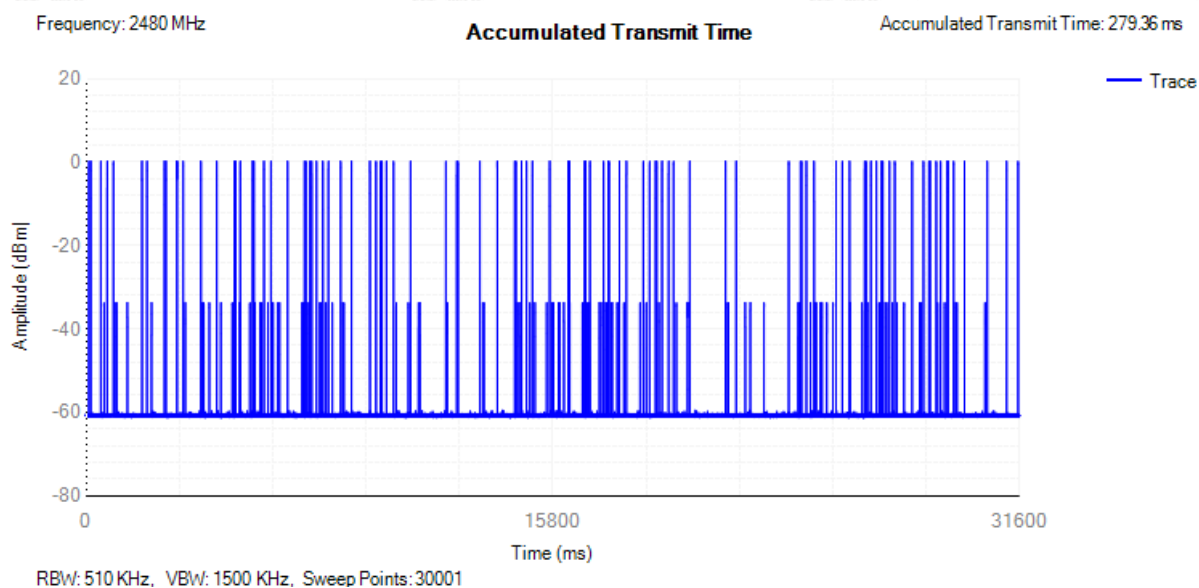 Frequency: 2480 MHz
Accumulated Transmit Time
Accumulated Transmit Time: 279.36 ms
Trace
20
0
-20
-40
-60
-80
Amplitude (dBm)
0
15800
31600
Time (ms)
RBW: 510 KHz, VBW: 1500 KHz, Sweep Points: 30001